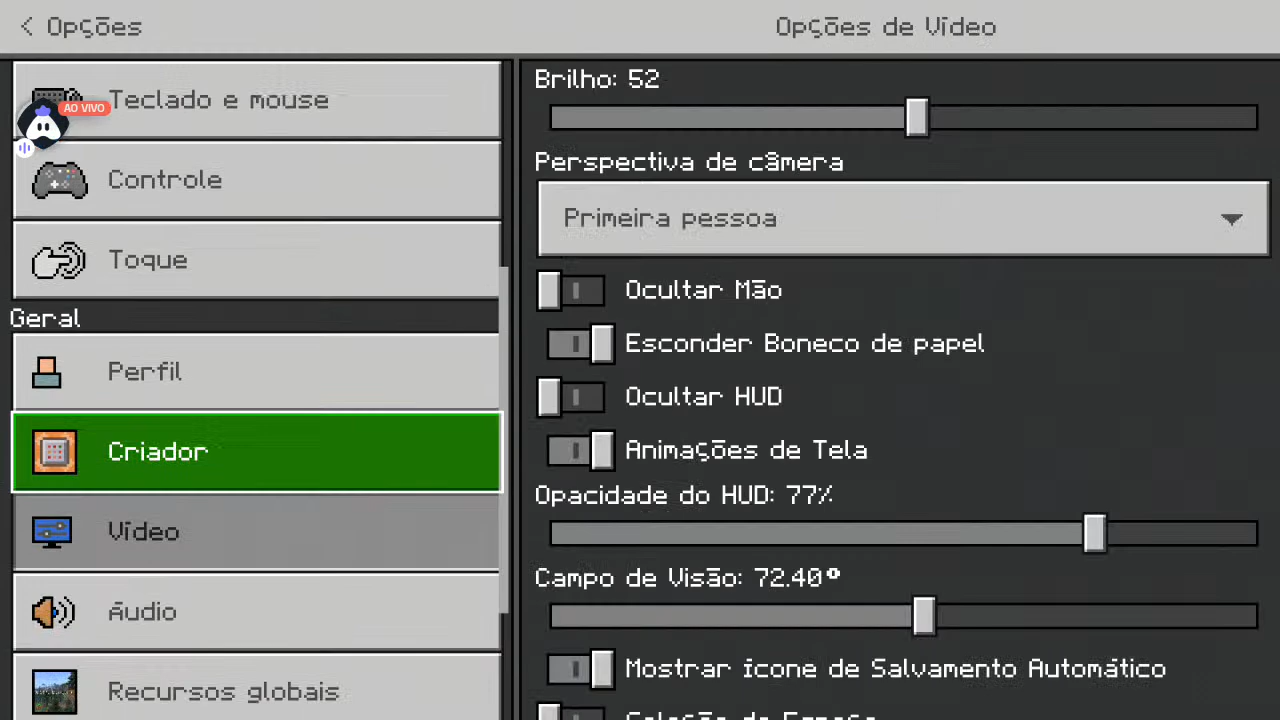 Opções
Opções de Vídeo
Teclado e mouse
AO VIVO
Controle
Toque
Geral
Perfil
Criador
Vídeo
Áudio
Recursos globais
Brilho: 52
Perspectiva de câmera
Primeira pessoa
Ocultar Mão
Esconder Boneco de papel
Ocultar HUD
Animações de Tela
Opacidade do HUD: 77%
Campo de Visão: 72.40°
Mostrar ícone de Salvamento Automático